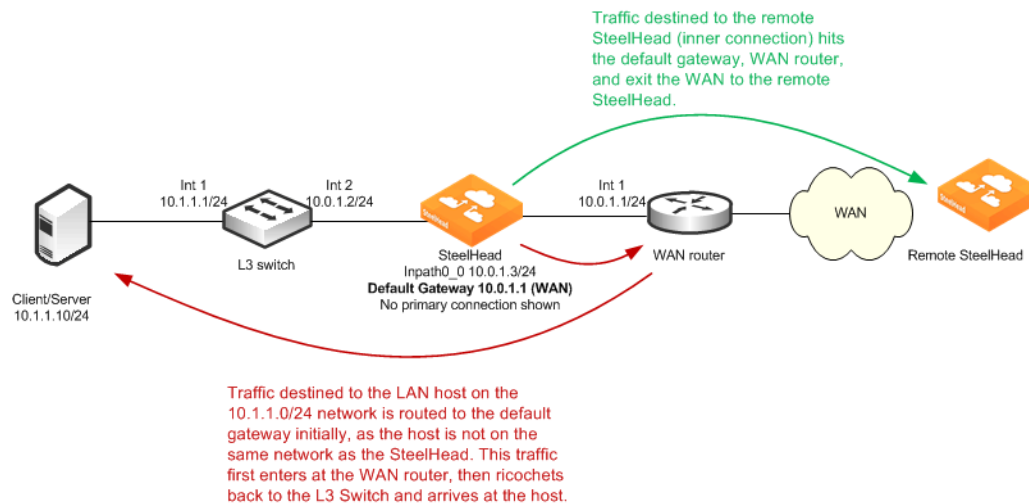 Traffic destined to the remote
SteelHead (inner connection) hits
the default gateway, WAN router,
and exit the WAN to the remote
SteelHead.
Int 1
10.1.1.1/24
Int 2
10.0.1.2/24
Int 1
10.0.1.1/24
WAN
L3 switch
SteelHead
Inpath0_0 10.0.1.3/24
Default Gateway 10.0.1.1 (WAN)
No primary connection shown
WAN router
Remote SteelHead
Client/Server
10.1.1.10/24
Traffic destined to the LAN host on the
10.1.1.0/24 network is routed to the default
gateway initially, as the host is not on the
same network as the SteelHead. This traffic
first enters at the WAN router, then ricochets
back to the L3 Switch and arrives at the host.